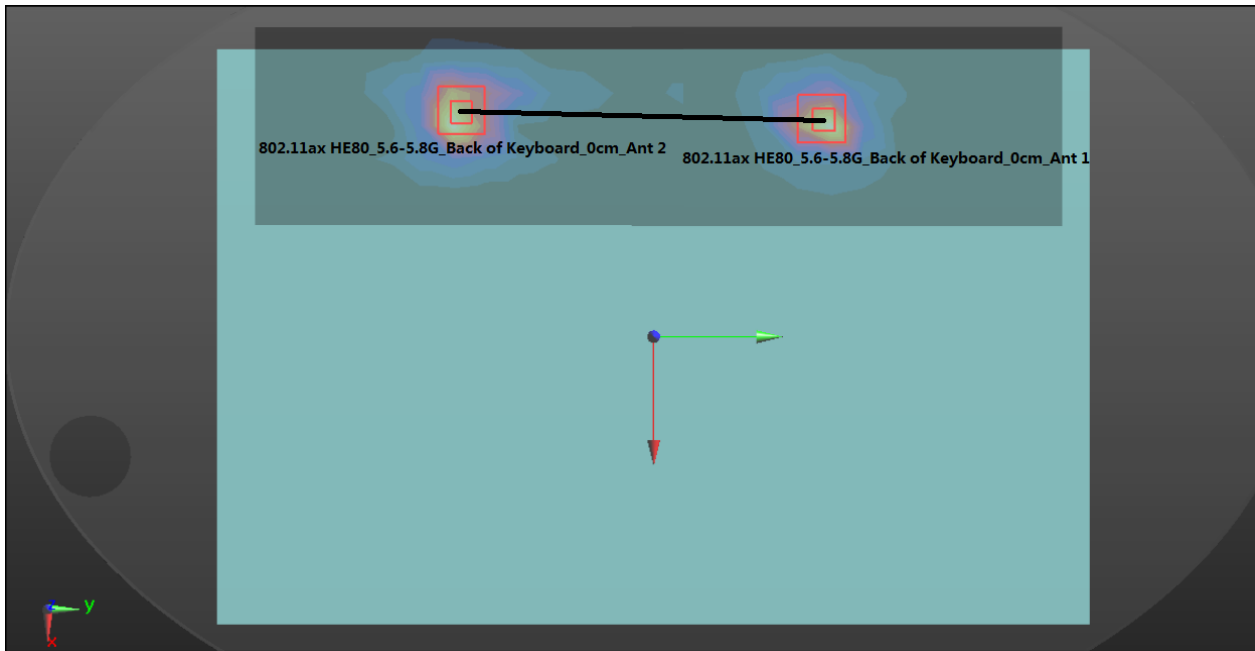 802.11ax HE80_5.6-5.8G_Back of Keyboard_0cm_Ant 2
802.11ax HE80_5.6-5.8G_Back of Keyboard_0cm_Ant 1
y
x